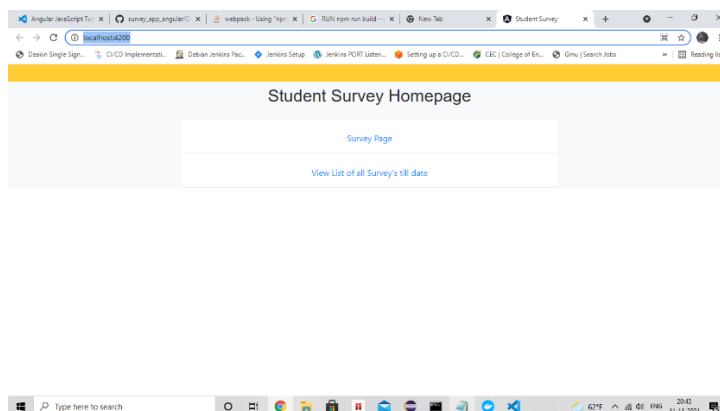 Angular JavaScript Tut
survey_app_angular/D
webpack - Using "npm
RUN npm run build --
New Tab
Student Survey
localhost:4200
Deakin Single Sign...
CI/CD Implementati...
Debian Jenkins Pac...
Jenkins Setup
Jenkins PORT Listen...
Setting up a CI/CD...
CEC | College of En...
Gmu | Search Jobs
»
Reading lis
Student Survey Homepage
Survey Page
View List of all Survey's till date
Type here to search
62°F
ENG
20:43